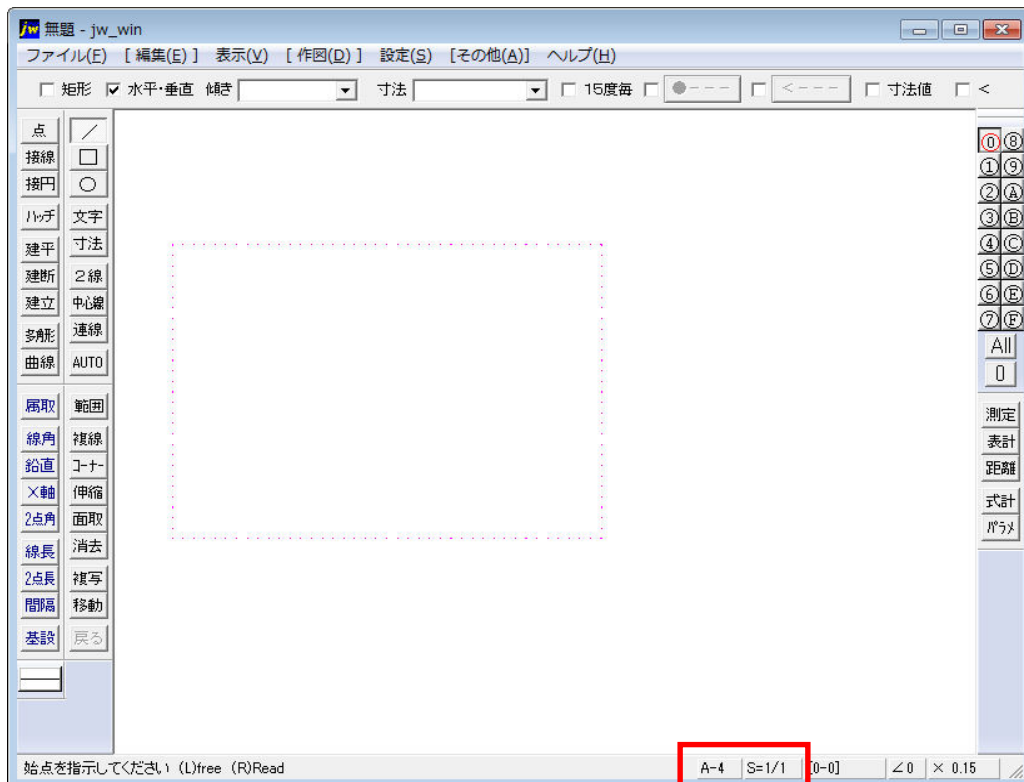 jw 無題 - jw_win
ファイル(F) [ 編集(E) ] 表示(V) [ 作図(D) ] 設定(S) [その他(A)] ヘルプ(H)
矩形 水平・垂直 傾き 寸法 15度毎 ●--- <--- 寸法値 <
点 /
接線 □
接円 ○
ハッチ 文字
建平 寸法
建断 2線
建立 中心線
多角形 連線
曲線 AUTO
属取 範囲
線角 複線
鉛直 コーナー
×軸 伸縮
2点角 面取
線長 消去
2点長 複写
間隔 移動
基設 戻る
⓪ ⑧
① ⑨
② Ⓐ
③ Ⓑ
④ Ⓒ
⑤ Ⓓ
⑥ Ⓔ
⑦ Ⓕ
All
0
測定
表計
距離
式計
パラメ
始点を指示してください (L)free (R)Read A-4 S=1/1 [0-0] ∠0 × 0.15